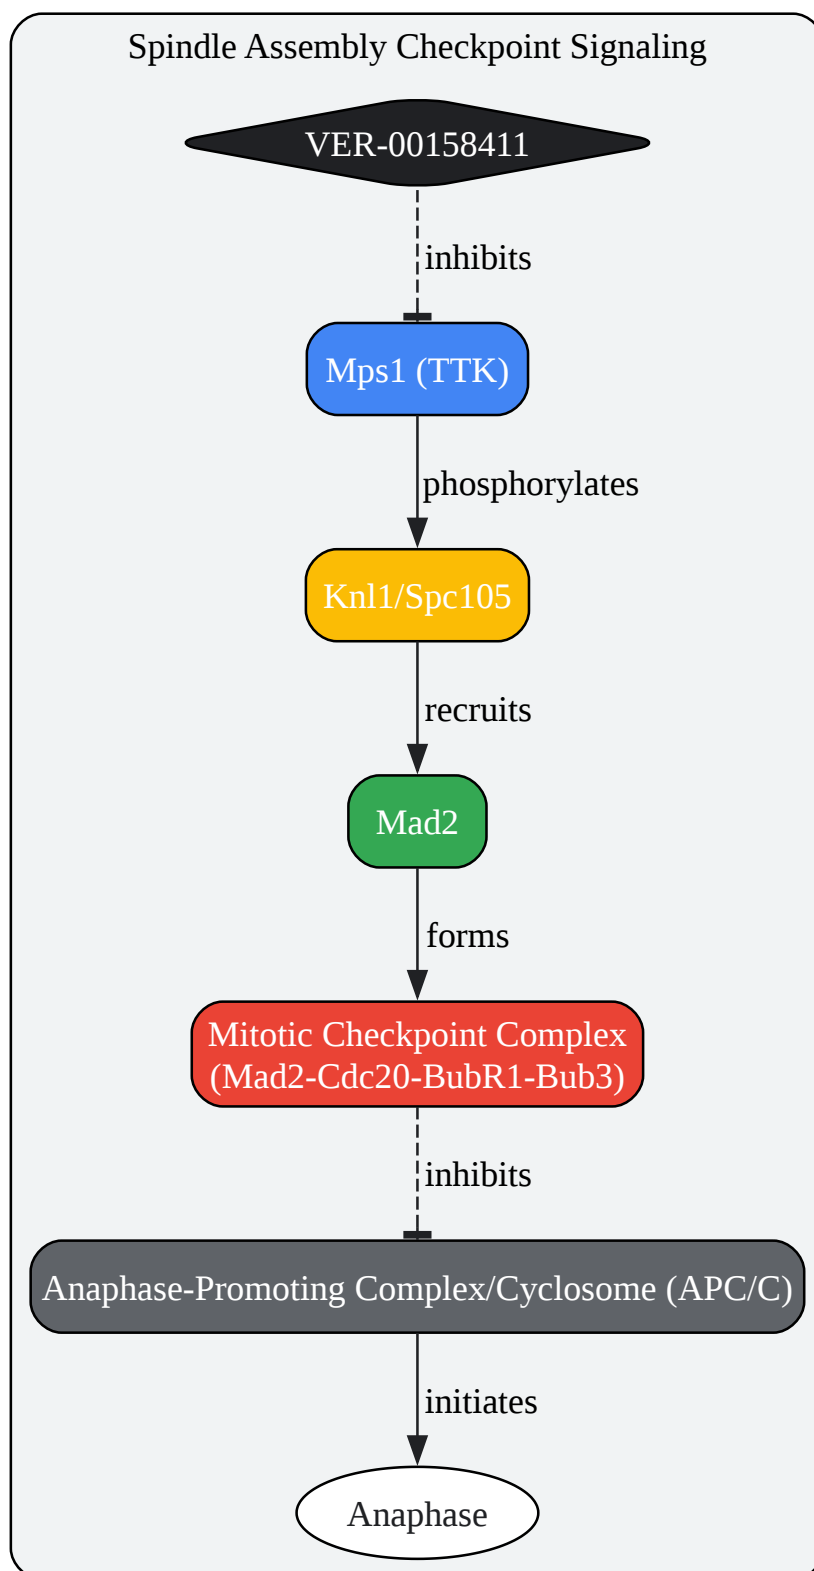 Spindle Assembly Checkpoint Signaling
VER-00158411
inhibits
Mps1 (TTK)
phosphorylates
Knl1/Spc105
recruits
Mad2
forms
Mitotic Checkpoint Complex
(Mad2-Cdc20-BubR1-Bub3)
inhibits
Anaphase-Promoting Complex/Cyclosome (APC/C)
initiates
Anaphase